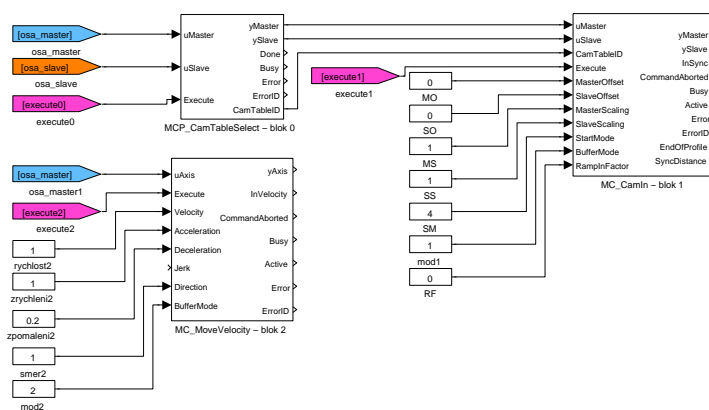 [osa_master]
osa_master
[osa_slave]
osa_slave
[execute0]
execute0
uMaster
uSlave
Execute
yMaster
ySlave
Done
Busy
Error
ErrorID
CamTableID
MCP_CamTableSelect – blok 0
[execute1]
execute1
0
MO
0
SO
1
MS
1
SS
4
SM
1
mod1
0
RF
uMaster
uSlave
CamTableID
Execute
MasterOffset
SlaveOffset
MasterScaling
SlaveScaling
StartMode
BufferMode
RampInFactor
yMaster
ySlave
InSync
CommandAborted
Busy
Active
Error
ErrorID
EndOfProfile
SyncDistance
MC_CamIn – blok 1
[osa_master]
osa_master1
[execute2]
execute2
1
rychlost2
1
zrychleni2
0.2
zpomaleni2
1
smer2
2
mod2
uAxis
Execute
Velocity
Acceleration
Deceleration
Jerk
Direction
BufferMode
yAxis
InVelocity
CommandAborted
Busy
Active
Error
ErrorID
MC_MoveVelocity – blok 2